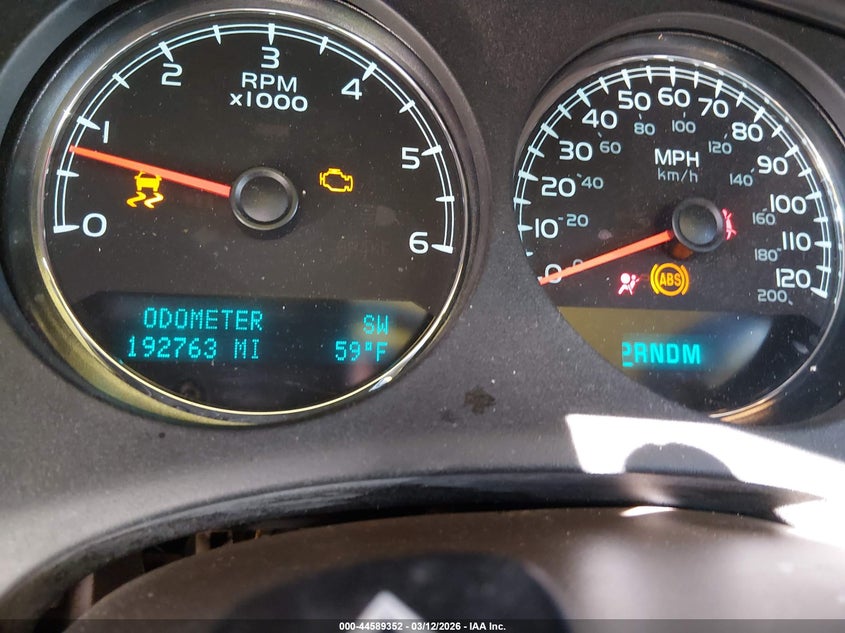 0 1 2 3 4 5 6
RPM
x1000
ODOMETER SW
192763 MI 59°F
0 10 20 30 40 50 60 70 80 90 100 110 120
0 20 40 60 80 100 120 140 160 180 200
MPH
km/h
ABS
PRNDM
000-44589352 - 03/12/2026 - IAA Inc.